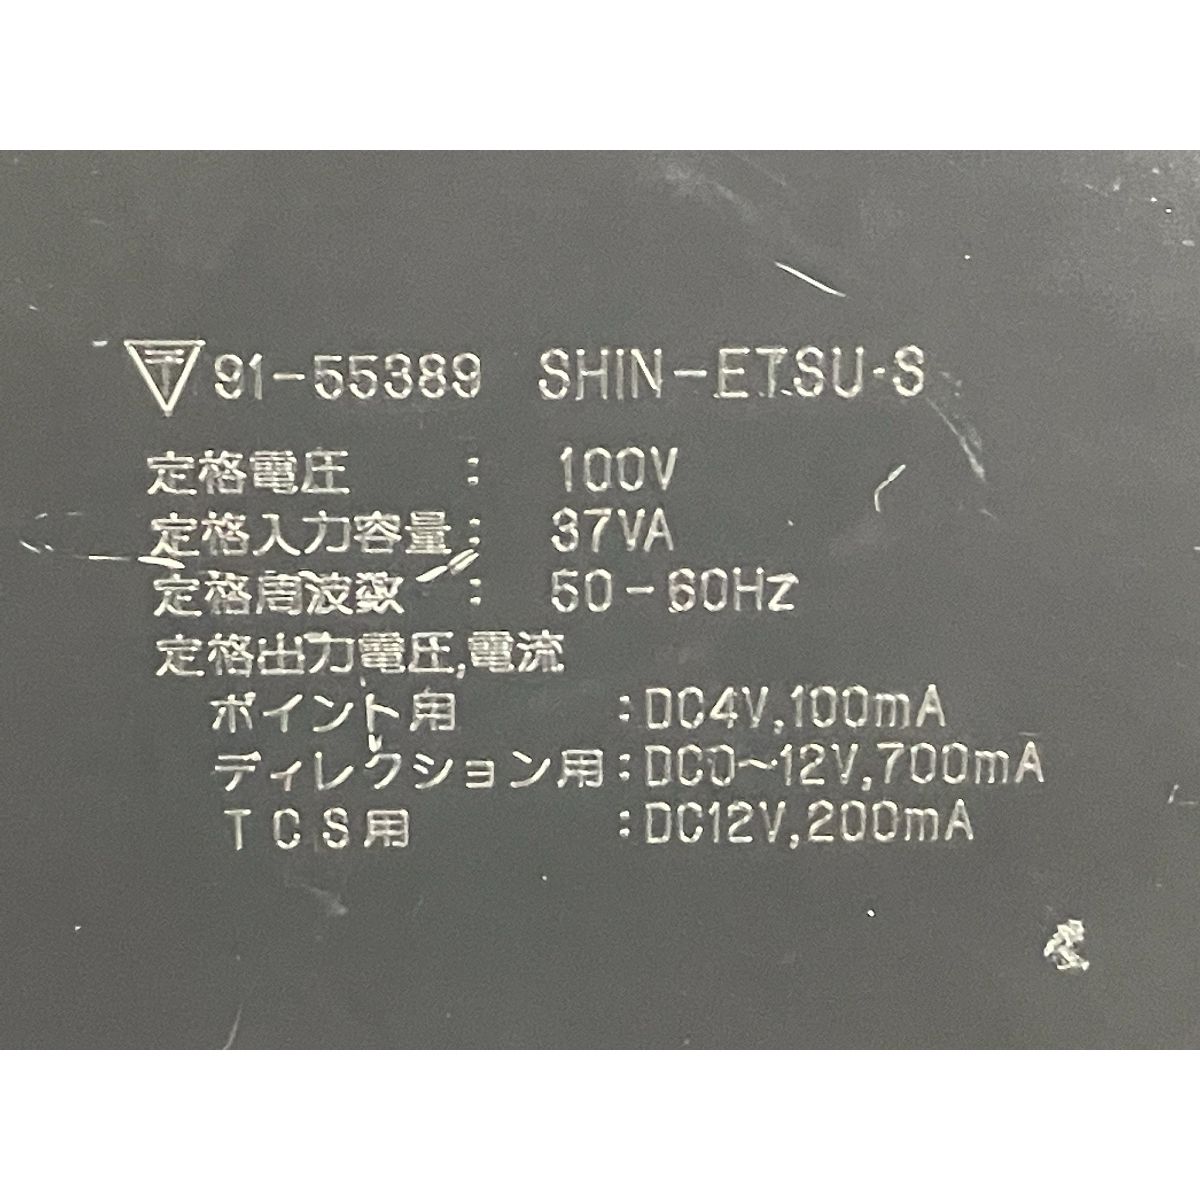 〒91-55389 SHIN-ETSU·S
定格電圧 : 100V
定格入力容量: 37VA
定格周波数 : 50-60Hz
定格出力電圧,電流
ポイント用 :DC4V,100mA
ディレクション用:DC0~12V,700mA
TCS用 :DC12V,200mA